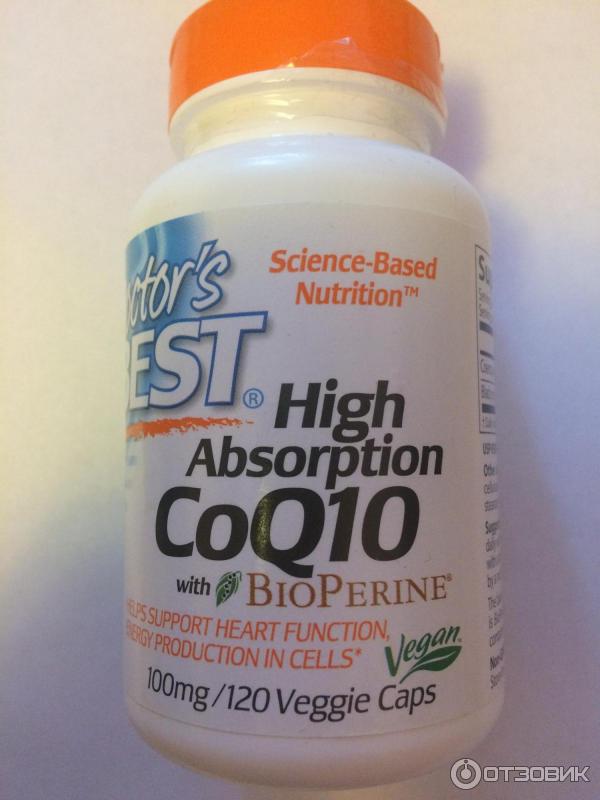 ctor's
EST®
Science-Based
Nutrition™
High
Absorption
CoQ10
with BIOPERINE®
HELPS SUPPORT HEART FUNCTION,
ENERGY PRODUCTION IN CELLS*
Vegan
100mg/120 Veggie Caps
ОТЗОВИК